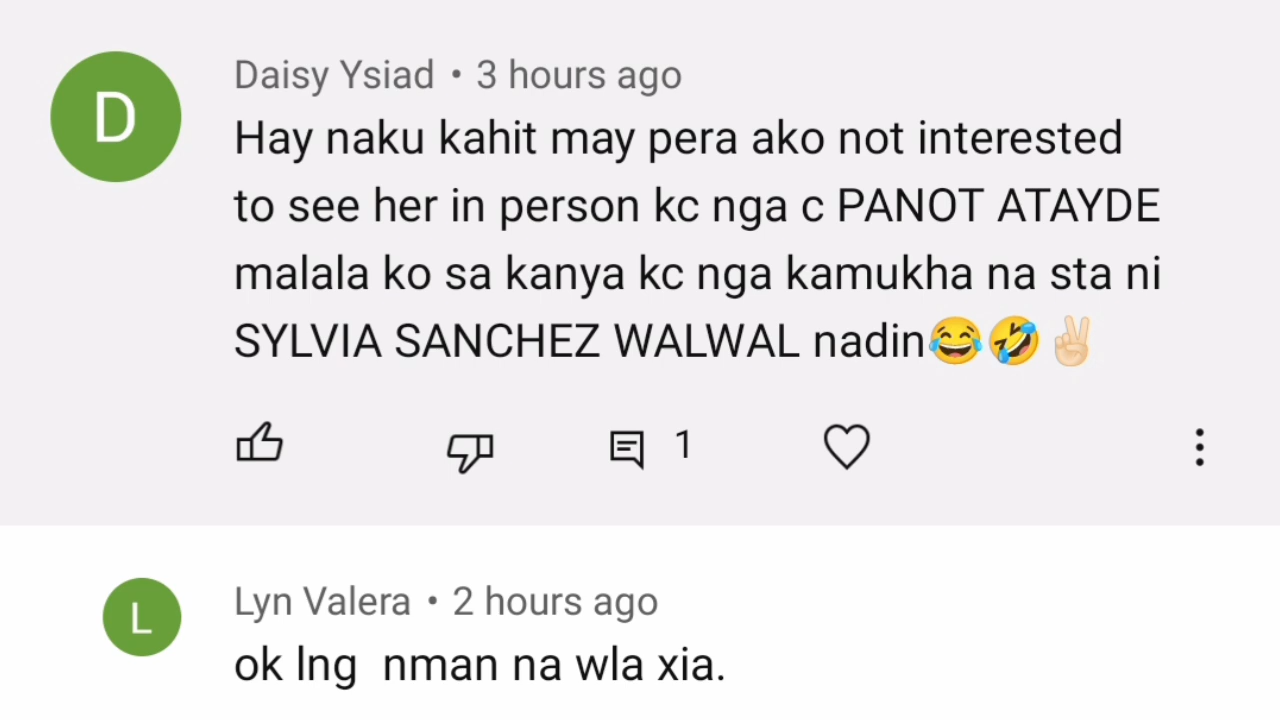 D
Daisy Ysiad • 3 hours ago
Hay naku kahit may pera ako not interested
to see her in person kc nga c PANOT ATAYDE
malala ko sa kanya kc nga kamukha na sta ni
SYLVIA SANCHEZ WALWAL nadin😂🤣✌🏻
1
L
Lyn Valera • 2 hours ago
ok lng  nman na wla xia.